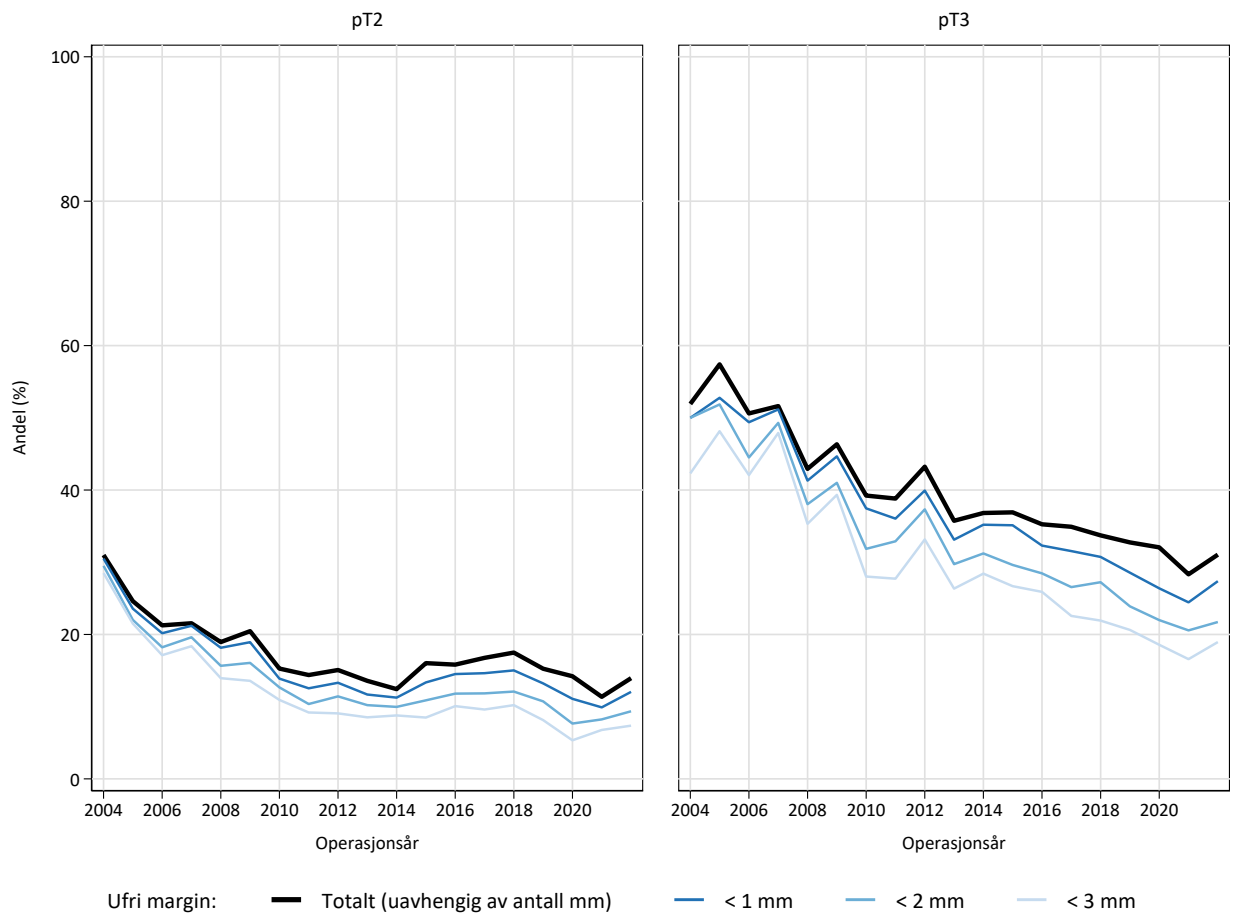 pT2
pT3
Andel (%)
100
80
60
40
20
0
2004 2006 2008 2010 2012 2014 2016 2018 2020
2004 2006 2008 2010 2012 2014 2016 2018 2020
Operasjonsår
Operasjonsår
Ufri margin: Totalt (uavhengig av antall mm) < 1 mm < 2 mm < 3 mm